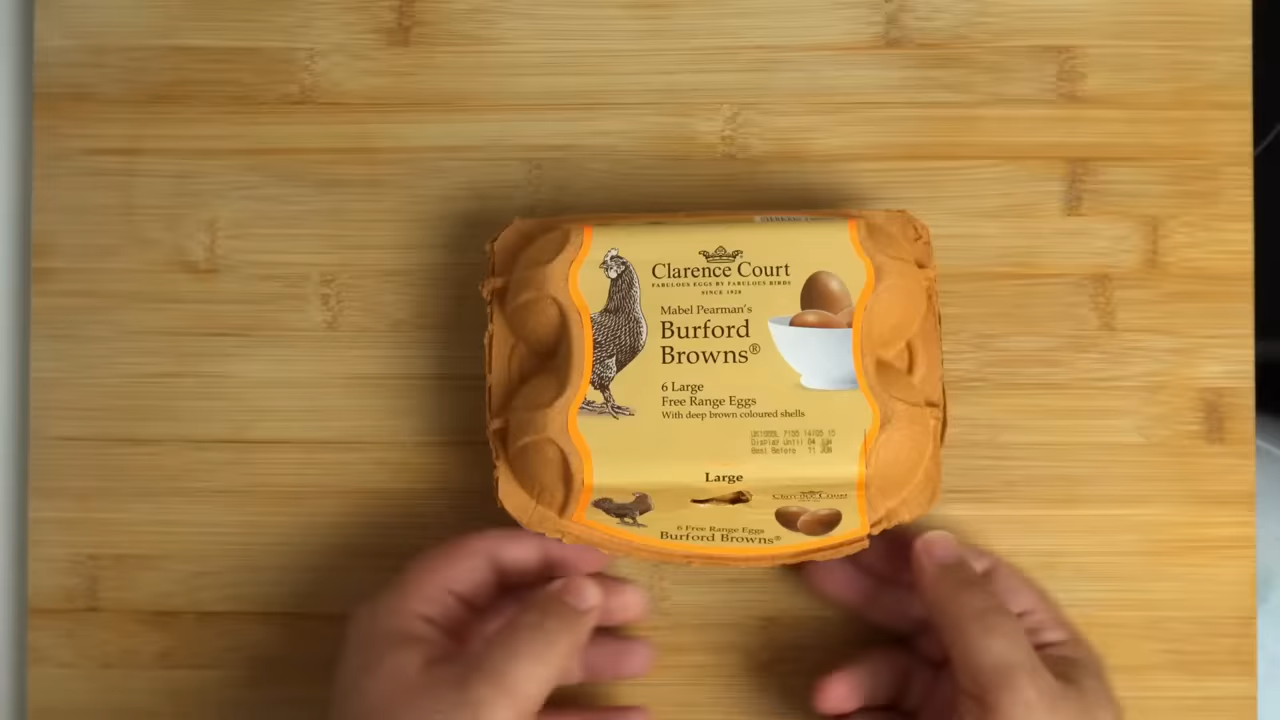 Clarence Court
FABULOUS EGGS BY FABULOUS BIRDS
SINCE 1928
Mabel Pearman's
Burford
Browns®
6 Large
Free Range Eggs
With deep brown coloured shells
Display Until 04 JUN
Best Before 11 JUN
Large
Clarence Court
6 Free Range Eggs
Burford Browns®